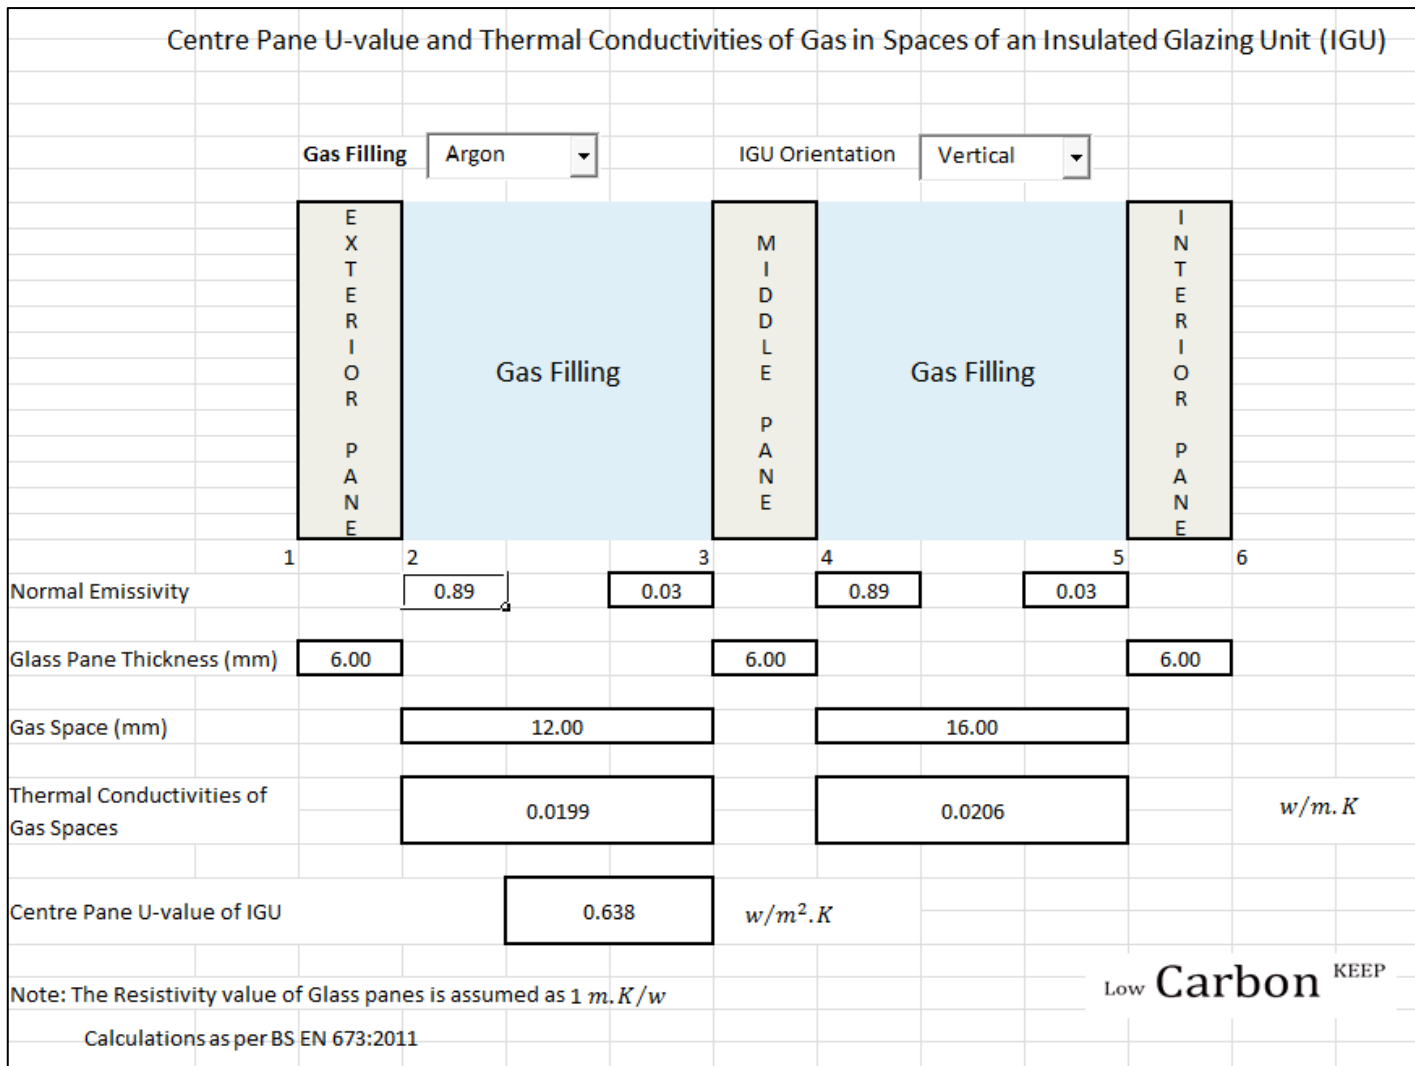 Centre Pane U-value and Thermal Conductivities of Gas in Spaces of an Insulated Glazing Unit (IGU)
Gas Filling Argon IGU Orientation Vertical
EXTERIOR PANE
Gas Filling
MIDDLE PANE
Gas Filling
INTERIOR PANE
1 2 3 4 5 6
Normal Emissivity 0.89 0.03 0.89 0.03
Glass Pane Thickness (mm) 6.00 6.00 6.00
Gas Space (mm) 12.00 16.00
Thermal Conductivities of
Gas Spaces 0.0199 0.0206 w/m.K
Centre Pane U-value of IGU 0.638 w/m².K
Note: The Resistivity value of Glass panes is assumed as 1 m.K/w
Low Carbon KEEP
Calculations as per BS EN 673:2011